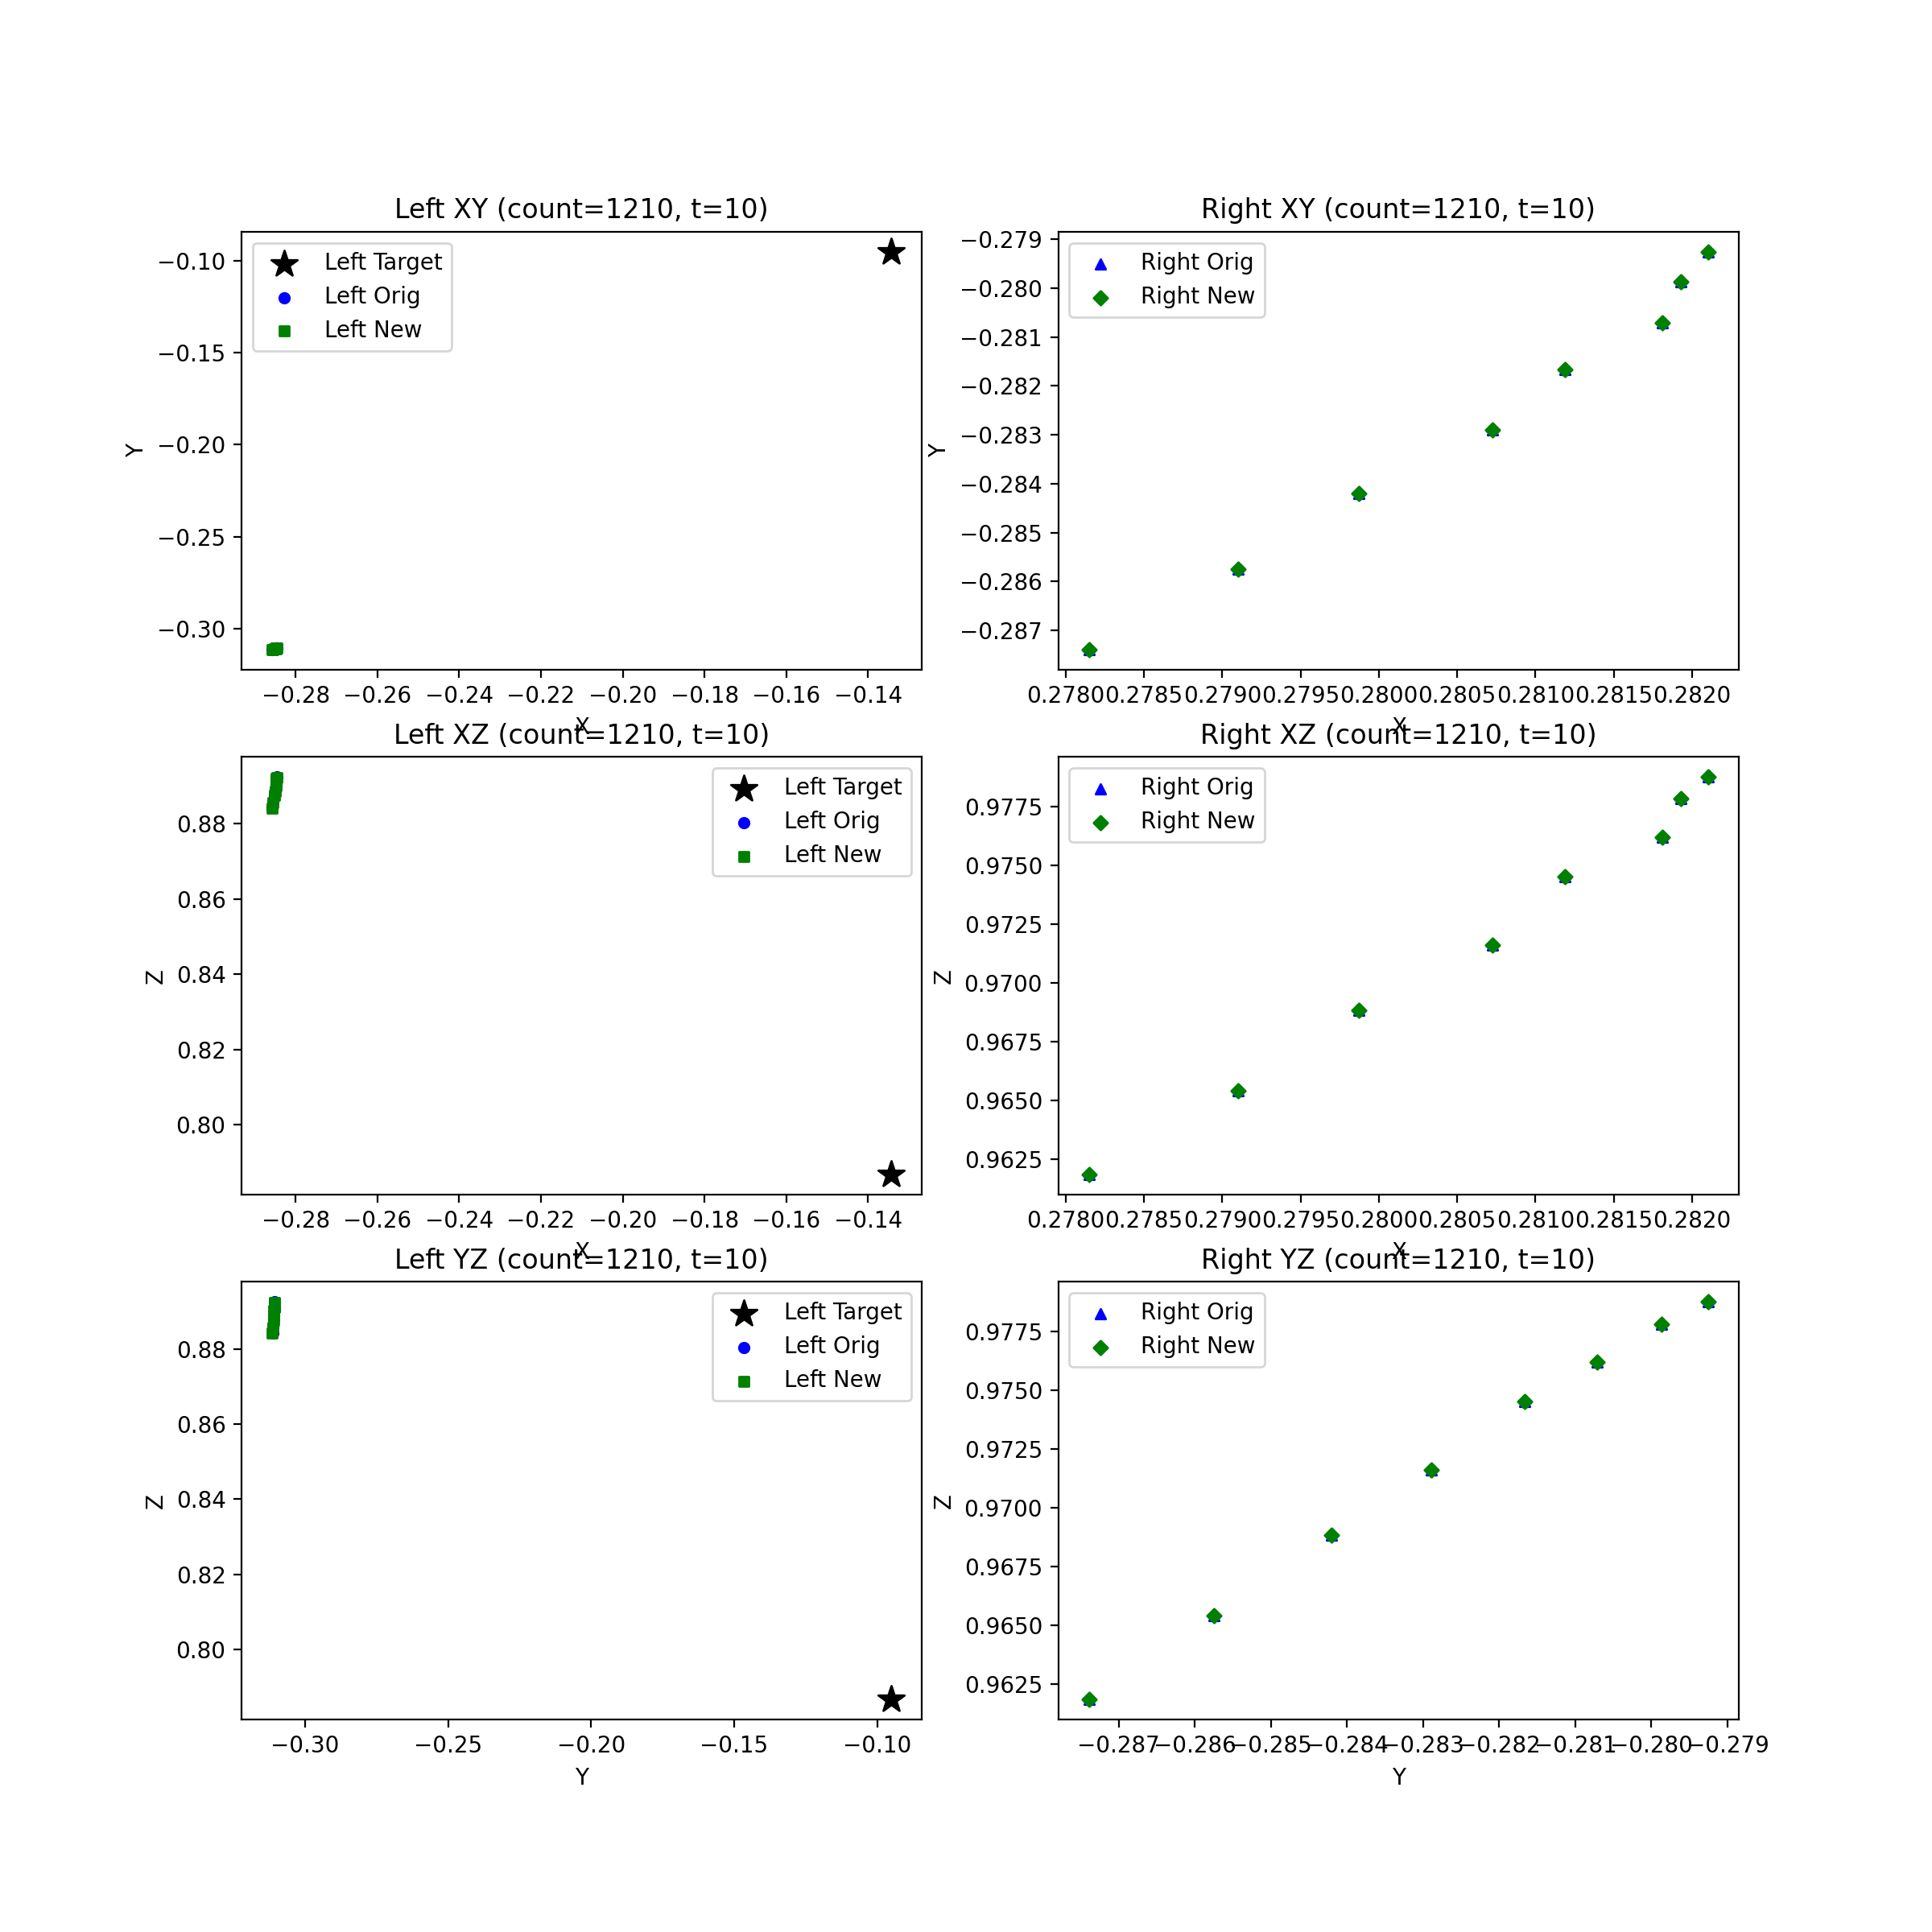 Left XY (count=1210, t=10)
Left Target
Left Orig
Left New
−0.10
−0.15
−0.20
−0.25
−0.30
Y
−0.28 −0.26 −0.24 −0.22 −0.20 −0.18 −0.16 −0.14
X
Right XY (count=1210, t=10)
Right Orig
Right New
−0.279
−0.280
−0.281
−0.282
−0.283
−0.284
−0.285
−0.286
−0.287
Y
0.2780 0.2785 0.2790 0.2795 0.2800 0.2805 0.2810 0.2815 0.2820
X
Left XZ (count=1210, t=10)
Left Target
Left Orig
Left New
0.88
0.86
0.84
0.82
0.80
Z
−0.28 −0.26 −0.24 −0.22 −0.20 −0.18 −0.16 −0.14
X
Right XZ (count=1210, t=10)
Right Orig
Right New
0.9775
0.9750
0.9725
0.9700
0.9675
0.9650
0.9625
Z
0.2780 0.2785 0.2790 0.2795 0.2800 0.2805 0.2810 0.2815 0.2820
X
Left YZ (count=1210, t=10)
Left Target
Left Orig
Left New
0.88
0.86
0.84
0.82
0.80
Z
−0.30 −0.25 −0.20 −0.15 −0.10
Y
Right YZ (count=1210, t=10)
Right Orig
Right New
0.9775
0.9750
0.9725
0.9700
0.9675
0.9650
0.9625
Z
−0.287 −0.286 −0.285 −0.284 −0.283 −0.282 −0.281 −0.280 −0.279
Y